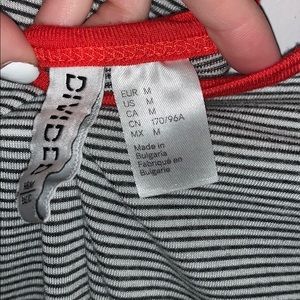 DIVIDED
EUR M
US M
CA M
CN 170/96A
MX M
Made in
Bulgaria
Fabriqué en
Bulgarie